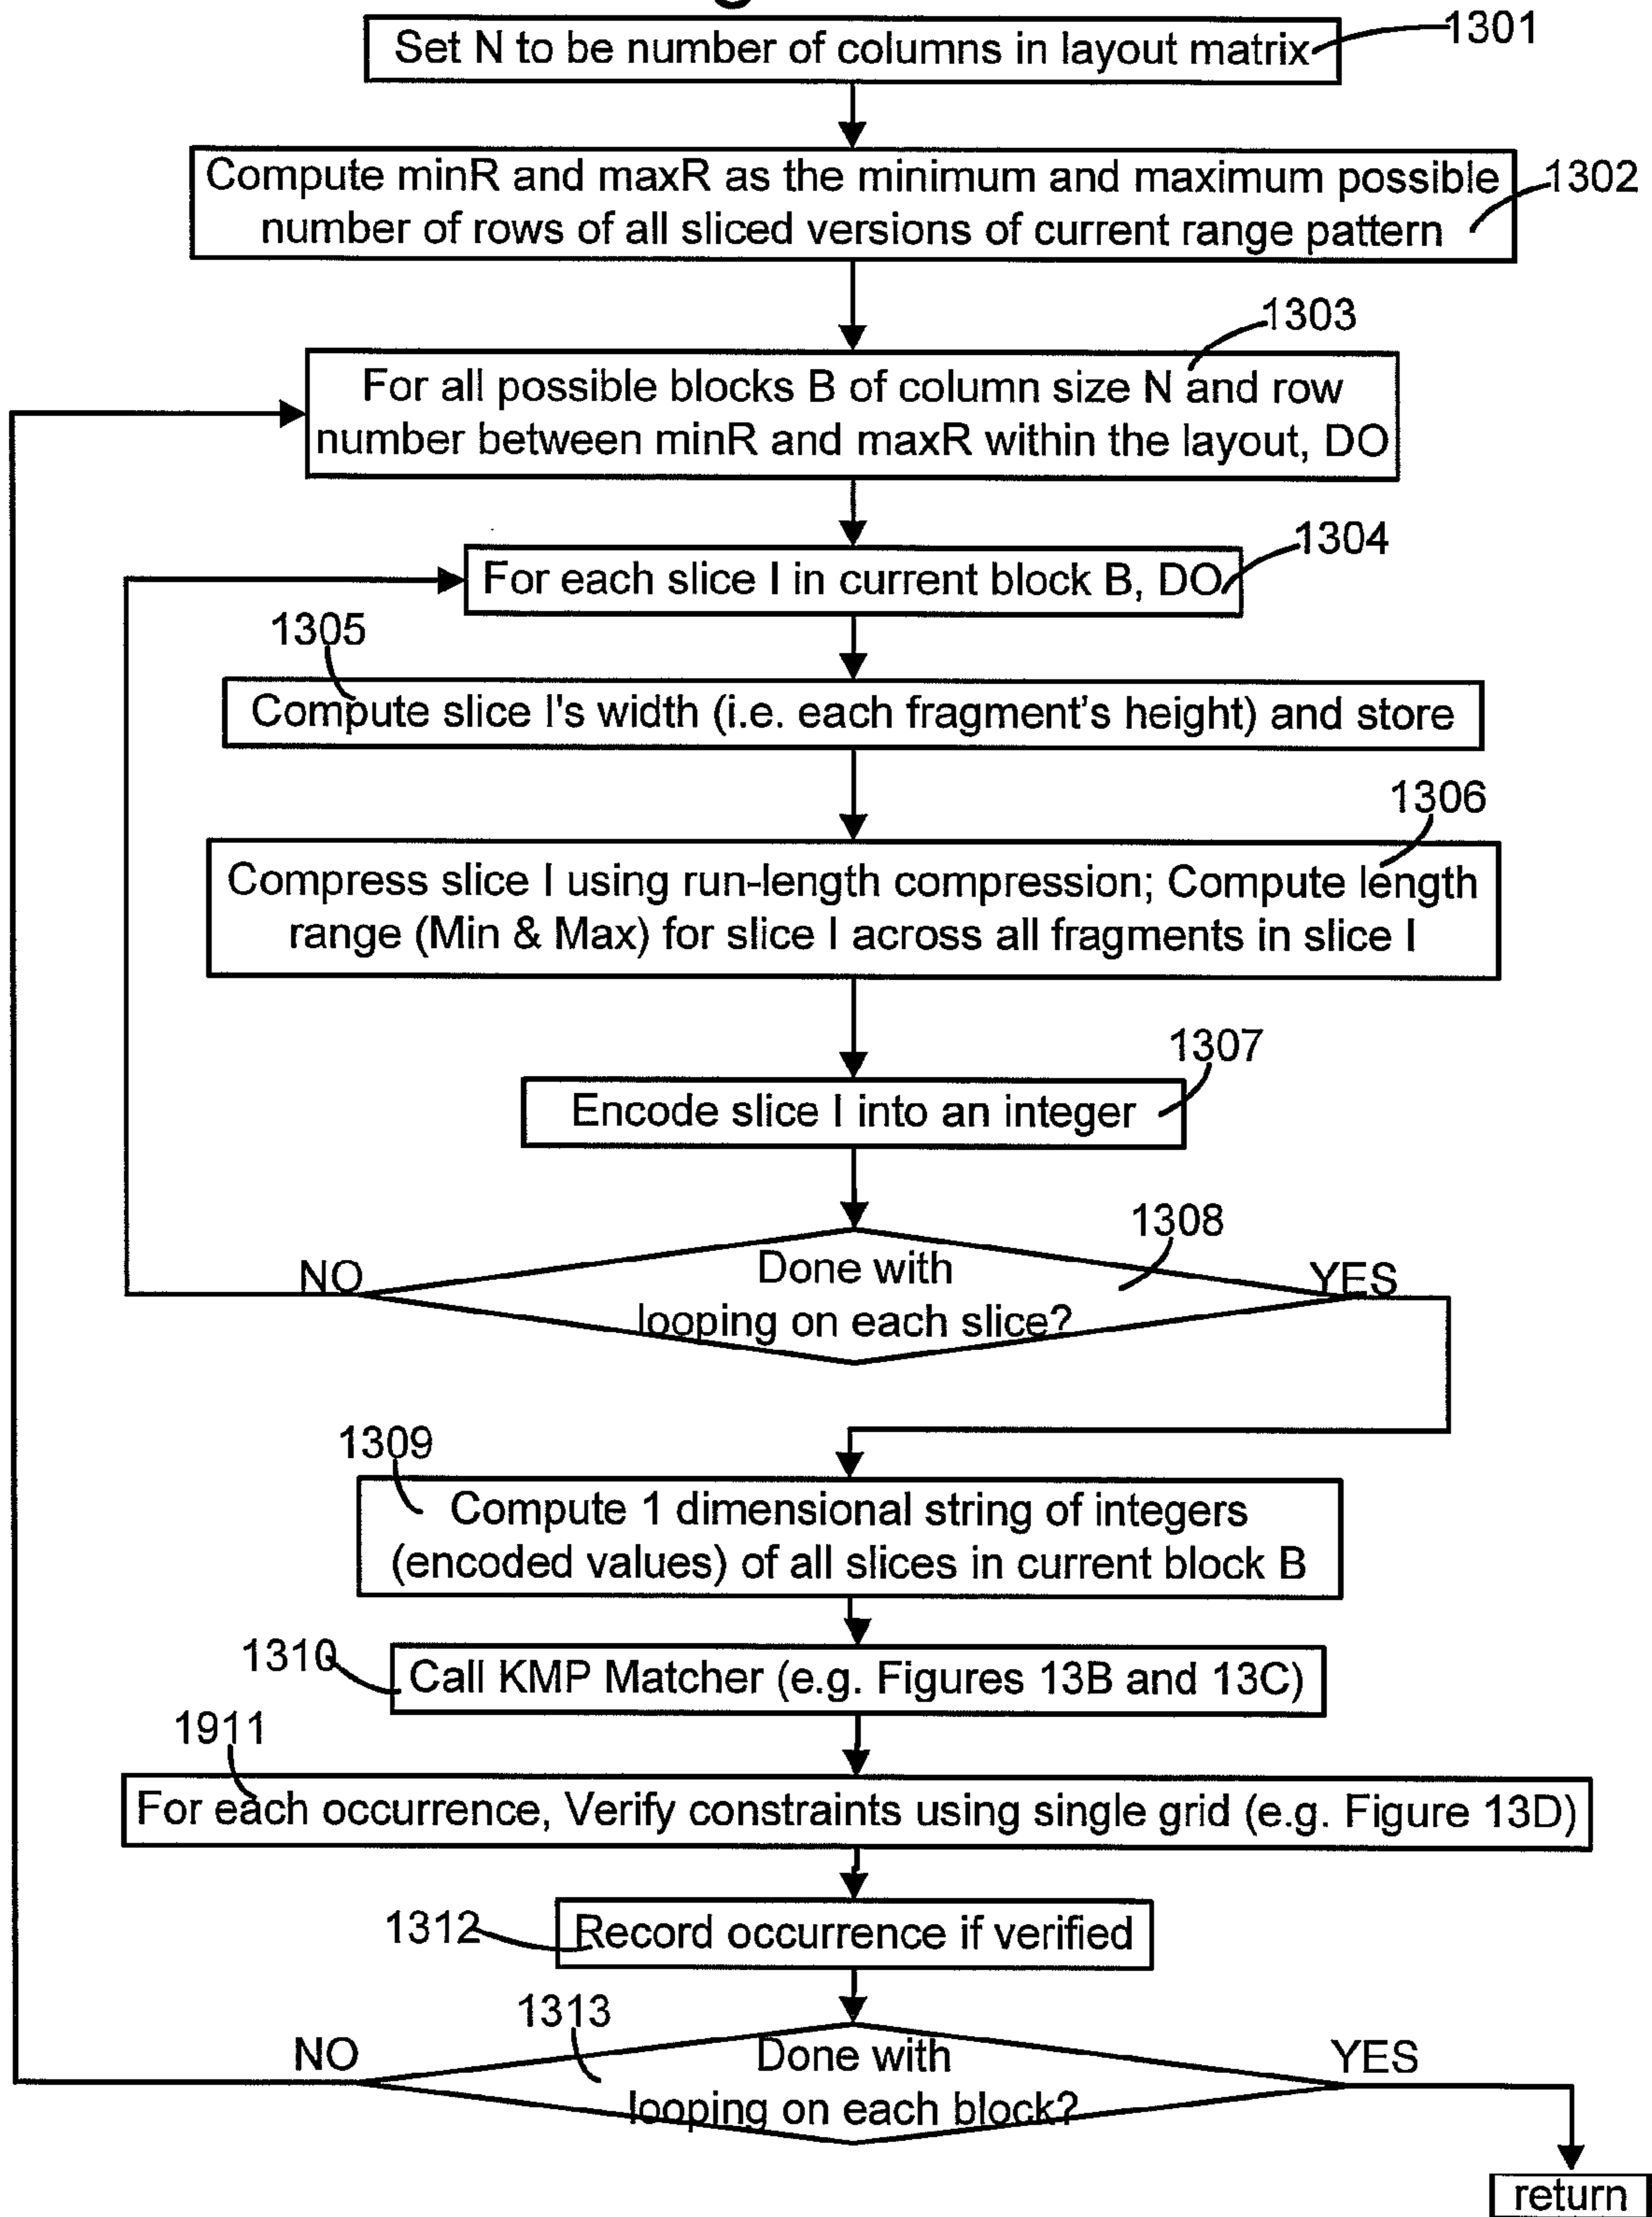 Set N to be number of columns in layout matrix
1301
Compute minR and maxR as the minimum and maximum possible
number of rows of all sliced versions of current range pattern
1302
1303
For all possible blocks B of column size N and row
number between minR and maxR within the layout, DO
1304
For each slice I in current block B, DO
1305
Compute slice I's width (i.e. each fragment's height) and store
1306
Compress slice I using run-length compression; Compute length
range (Min & Max) for slice I across all fragments in slice I
1307
Encode slice I into an integer
1308
NO
Done with
looping on each slice?
YES
1309
Compute 1 dimensional string of integers
(encoded values) of all slices in current block B
1310
Call KMP Matcher (e.g. Figures 13B and 13C)
1911
For each occurrence, Verify constraints using single grid (e.g. Figure 13D)
1312
Record occurrence if verified
1313
NO
Done with
looping on each block?
YES
return